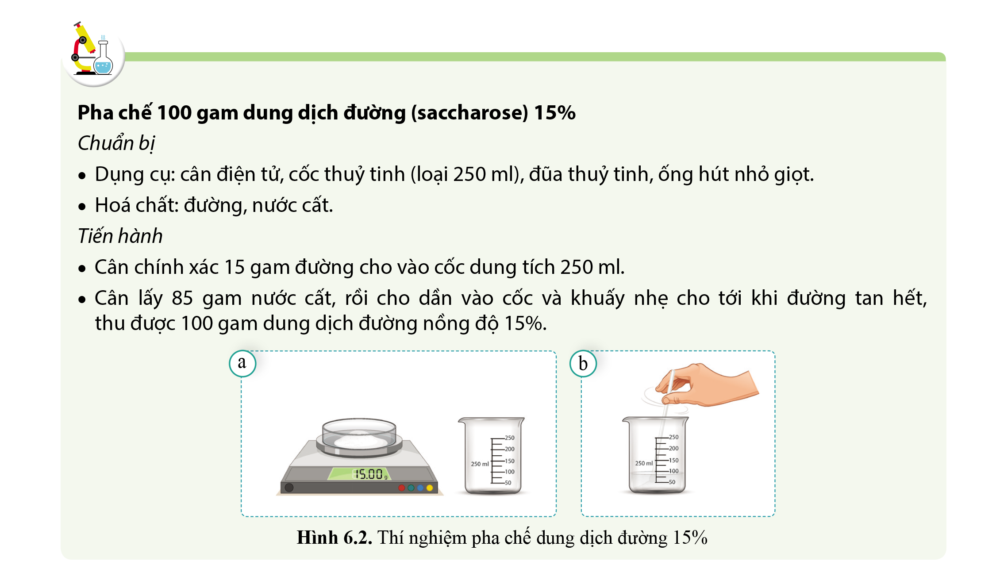 Pha chế 100 gam dung dịch đường (saccharose) 15%
Chuẩn bị
• Dụng cụ: cân điện tử, cốc thuỷ tinh (loại 250 ml), đũa thuỷ tinh, ống hút nhỏ giọt.
• Hoá chất: đường, nước cất.
Tiến hành
• Cân chính xác 15 gam đường cho vào cốc dung tích 250 ml.
• Cân lấy 85 gam nước cất, rồi cho dần vào cốc và khuấy nhẹ cho tới khi đường tan hết,
thu được 100 gam dung dịch đường nồng độ 15%.
a
15.00 g
250
200
150
250 ml
100
50
b
250
200
150
250 ml
100
50
Hình 6.2. Thí nghiệm pha chế dung dịch đường 15%